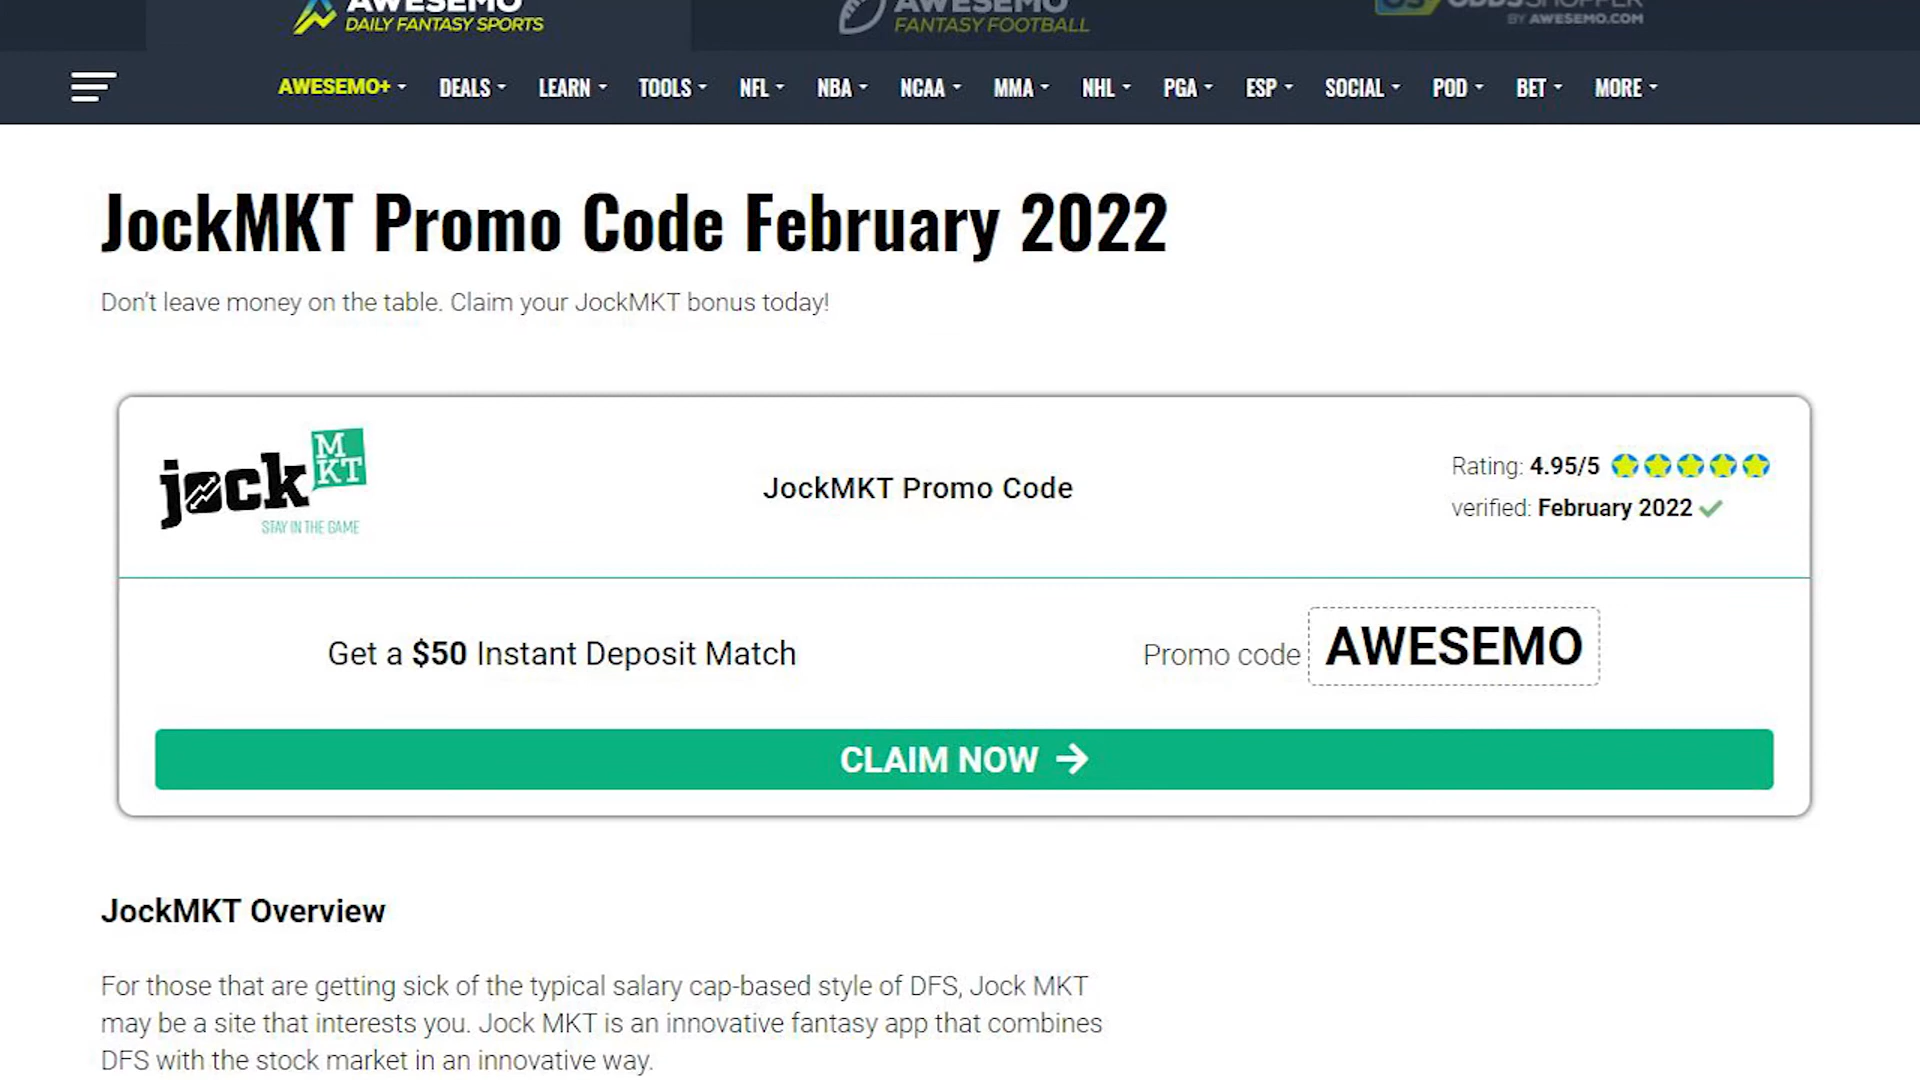 AWESEMO
DAILY FANTASY SPORTS
AWESEMO
FANTASY FOOTBALL
ODDSSHOPPER
BY AWESEMO.COM
AWESEMO+ DEALS LEARN TOOLS NFL NBA NCAA MMA NHL PGA ESP SOCIAL POD BET MORE
JockMKT Promo Code February 2022
Don't leave money on the table. Claim your JockMKT bonus today!
jock MKT
STAY IN THE GAME
JockMKT Promo Code
Rating: 4.95/5
verified: February 2022
Get a $50 Instant Deposit Match
Promo code AWESEMO
CLAIM NOW →
JockMKT Overview
For those that are getting sick of the typical salary cap-based style of DFS, Jock MKT
may be a site that interests you. Jock MKT is an innovative fantasy app that combines
DFS with the stock market in an innovative way.